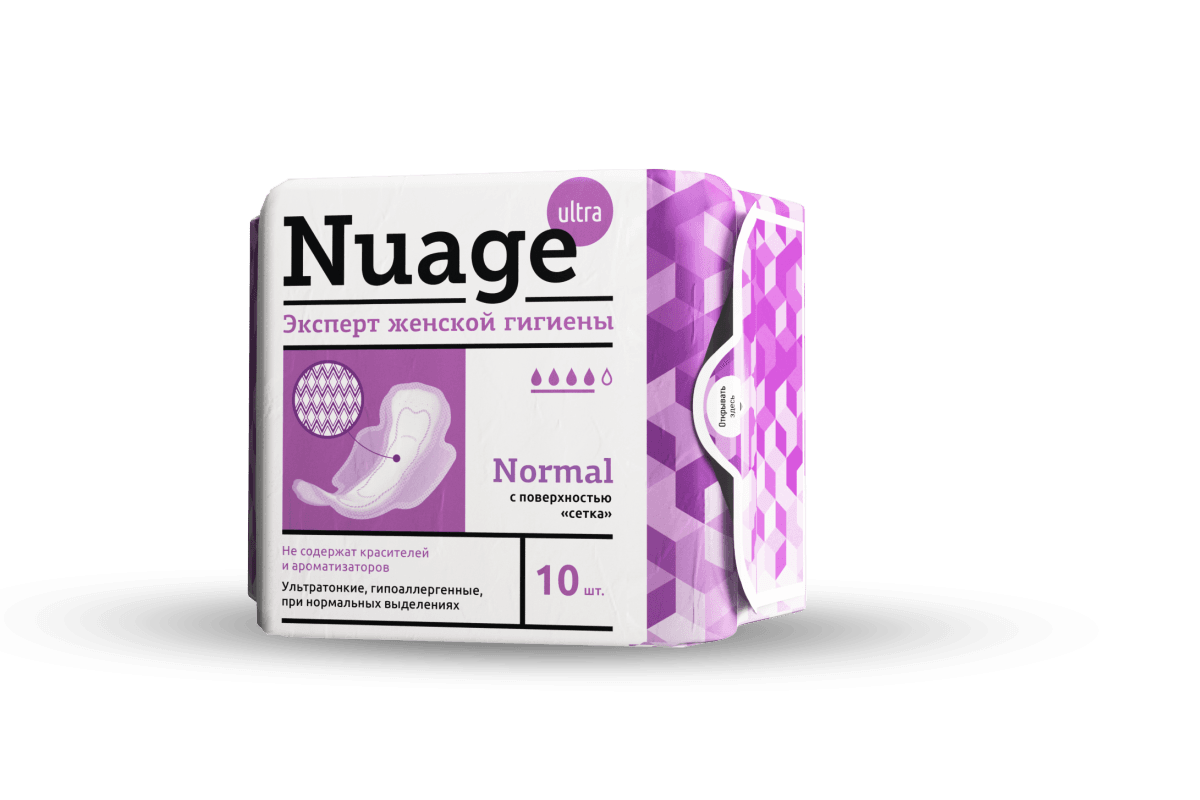 ultra
Nuage
Эксперт женской гигиены
Normal
с поверхностью
«сетка»
Не содержат красителей
и ароматизаторов
Ультратонкие, гипоаллергенные,
при нормальных выделениях
10 шт.
Открывать
здесь